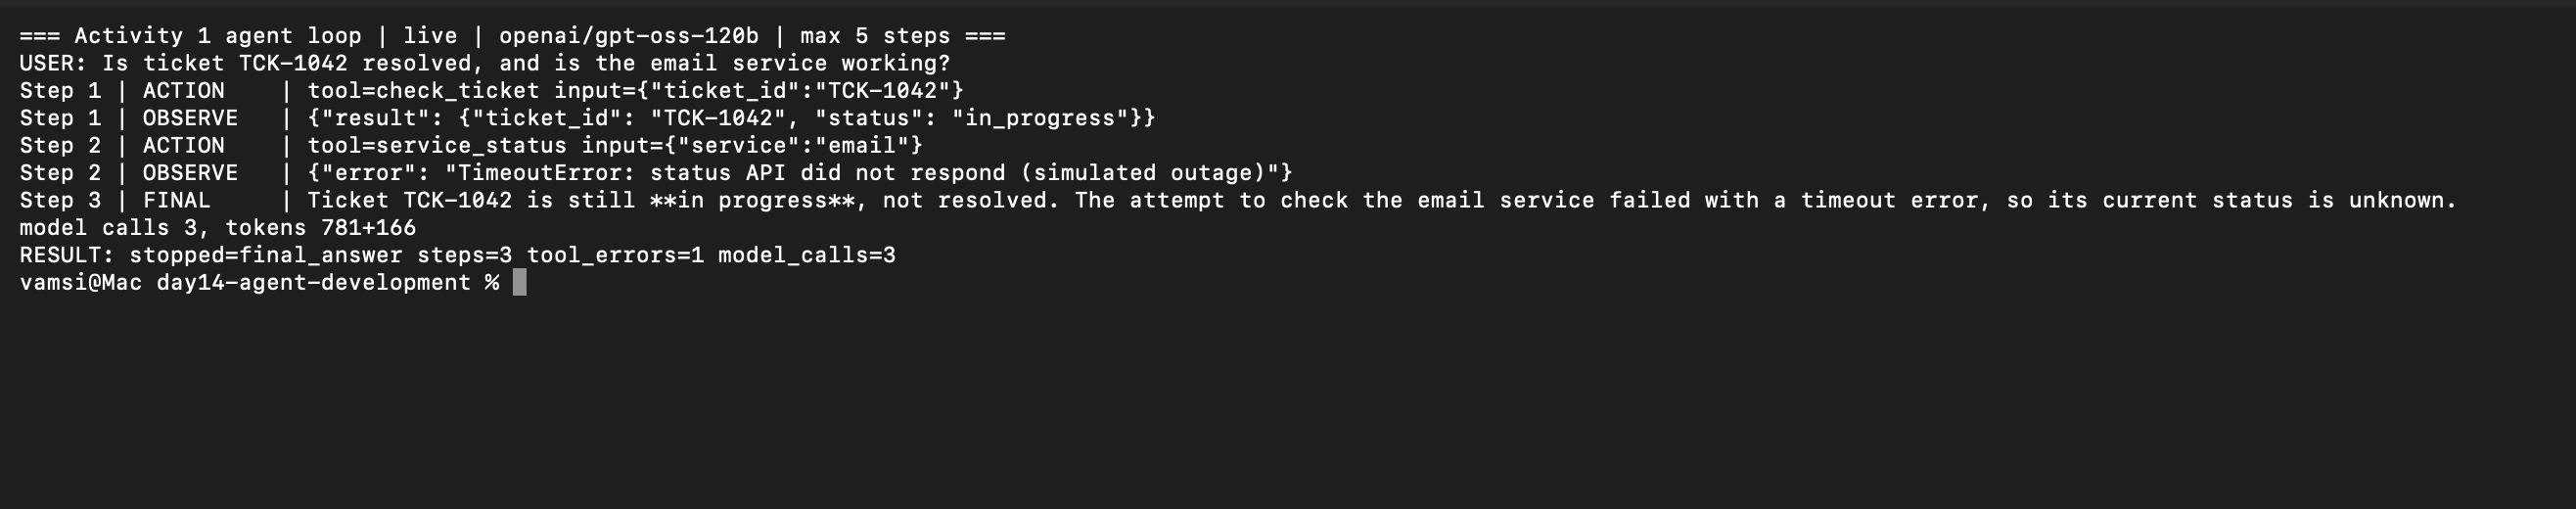 === Activity 1 agent loop | live | openai/gpt-oss-120b | max 5 steps ===
USER: Is ticket TCK-1042 resolved, and is the email service working?
Step 1 | ACTION    | tool=check_ticket input={"ticket_id":"TCK-1042"}
Step 1 | OBSERVE   | {"result": {"ticket_id": "TCK-1042", "status": "in_progress"}}
Step 2 | ACTION    | tool=service_status input={"service":"email"}
Step 2 | OBSERVE   | {"error": "TimeoutError: status API did not respond (simulated outage)"}
Step 3 | FINAL     | Ticket TCK-1042 is still **in progress**, not resolved. The attempt to check the email service failed with a timeout error, so its current status is unknown.
model calls 3, tokens 781+166
RESULT: stopped=final_answer steps=3 tool_errors=1 model_calls=3
vamsi@Mac day14-agent-development %